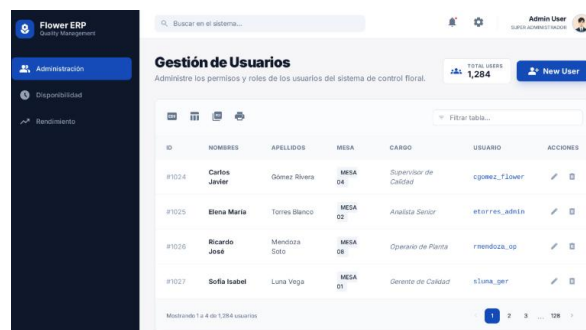 Flower ERP
Quality Management
Buscar en el sistema...
Admin User
SUPER ADMINISTRADOR
Administración
Disponibilidad
Rendimiento
Gestión de Usuarios
Administre los permisos y roles de los usuarios del sistema de control floral.
TOTAL USERS
1,284
New User
Filtrar tabla...
ID NOMBRES APELLIDOS MESA CARGO USUARIO ACCIONES
#1024 Carlos Javier Gómez Rivera MESA 04 Supervisor de Calidad cgomez_flower
#1025 Elena María Torres Blanco MESA 02 Analista Senior etorres_admin
#1026 Ricardo José Mendoza Soto MESA 08 Operario de Planta rmendoza_op
#1027 Sofía Isabel Luna Vega MESA 01 Gerente de Calidad sluna_ger
Mostrando 1 a 4 de 1,284 usuarios
1 2 3 ... 128